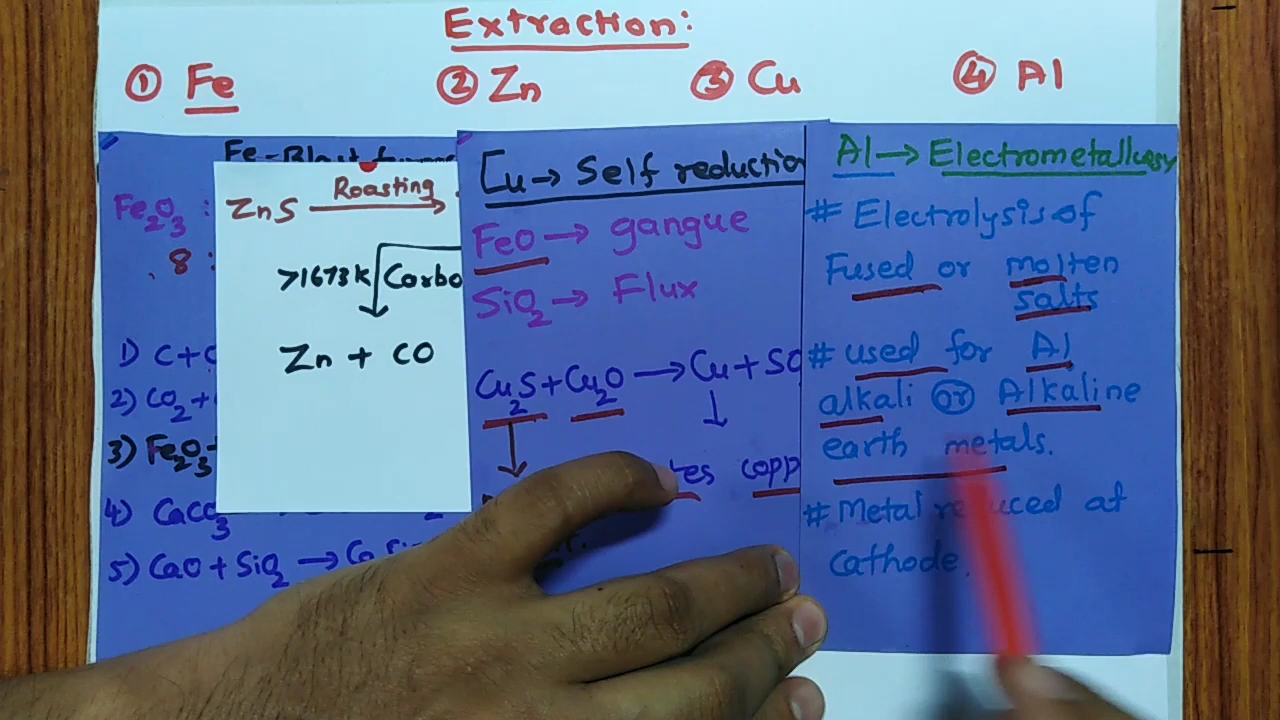 Extraction:
① Fe ② Zn ③ Cu ④ Al
Fe-Blast
Fe2O3 :
8 :
1) C+
2) CO2+
3) Fe2O3
4) CaCO3
5) CaO + SiO2 →
ZnS Roasting →
>1673K Carbo
Zn + CO
Cu → Self reduction
FeO → gangue
SiO2 → Flux
Cu2S + Cu2O → Cu + SO
copp
Al → Electrometallurgy
# Electrolysis of
Fused or molten
salts
# used for Al
alkali or Alkaline
earth metals.
# Metal reduced at
cathode.